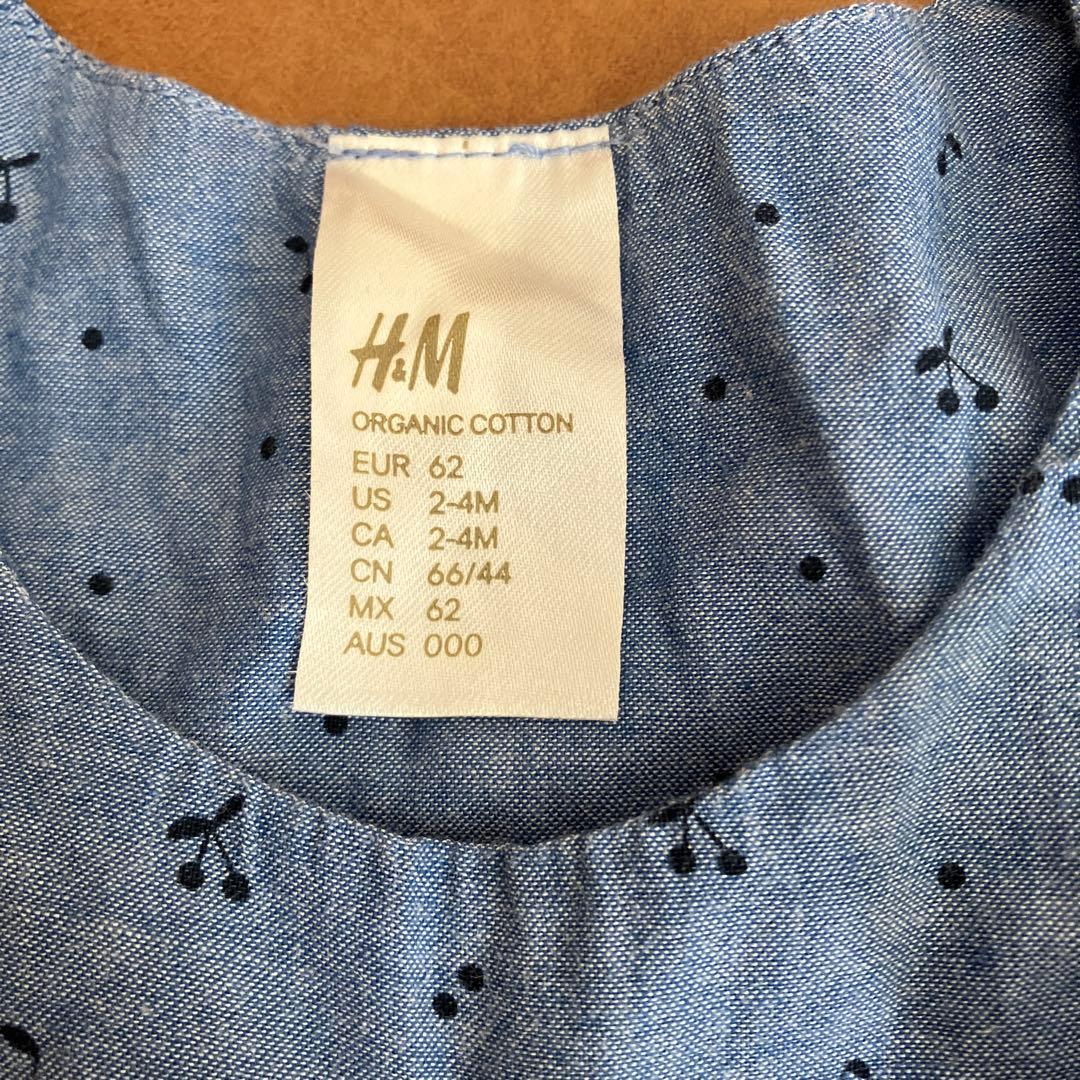 H&M
ORGANIC COTTON
EUR 62
US 2-4M
CA 2-4M
CN 66/44
MX 62
AUS 000